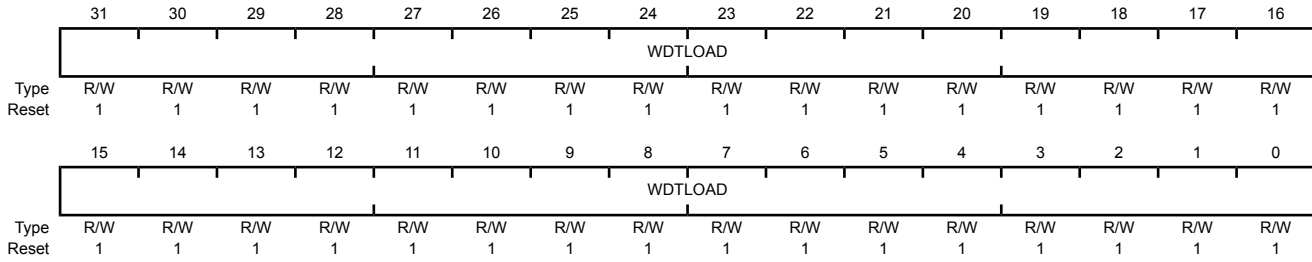 31 30 29 28 27 26 25 24 23 22 21 20 19 18 17 16
WDTLOAD
Type R/W R/W R/W R/W R/W R/W R/W R/W R/W R/W R/W R/W R/W R/W R/W R/W
Reset 1 1 1 1 1 1 1 1 1 1 1 1 1 1 1 1
15 14 13 12 11 10 9 8 7 6 5 4 3 2 1 0
WDTLOAD
Type R/W R/W R/W R/W R/W R/W R/W R/W R/W R/W R/W R/W R/W R/W R/W R/W
Reset 1 1 1 1 1 1 1 1 1 1 1 1 1 1 1 1